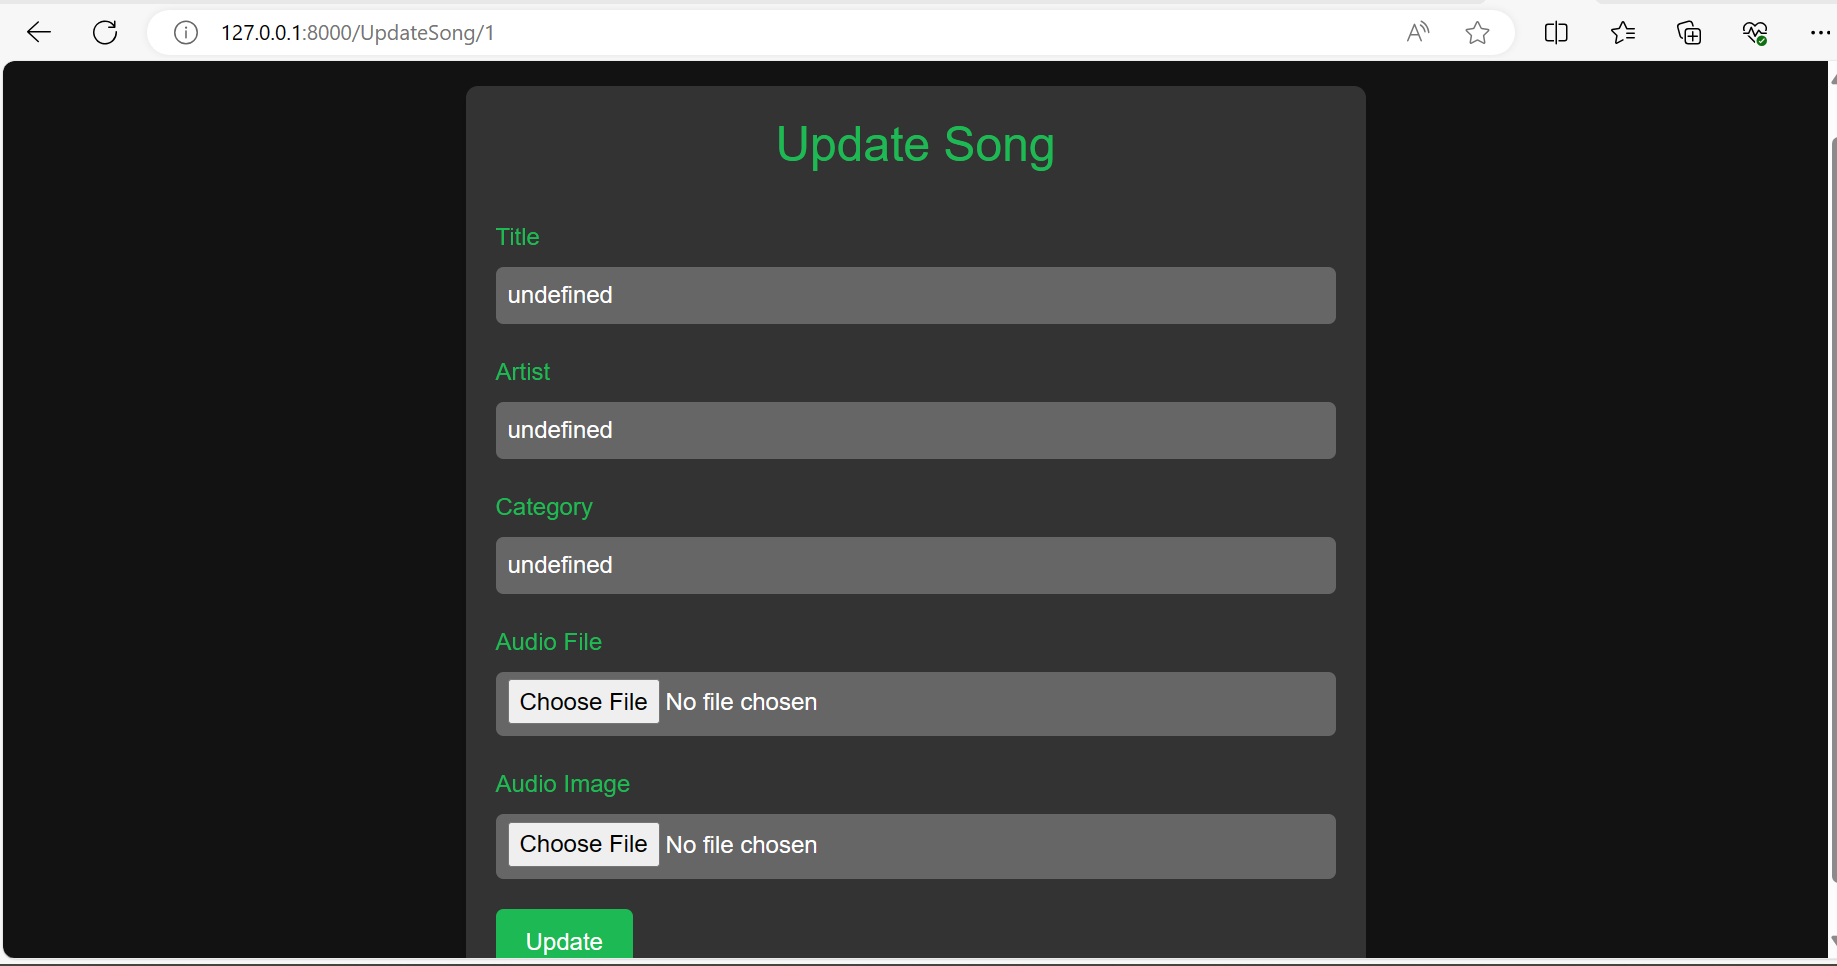 127.0.0.1:8000/UpdateSong/1
Update Song
Title
undefined
Artist
undefined
Category
undefined
Audio File
Choose File No file chosen
Audio Image
Choose File No file chosen
Update